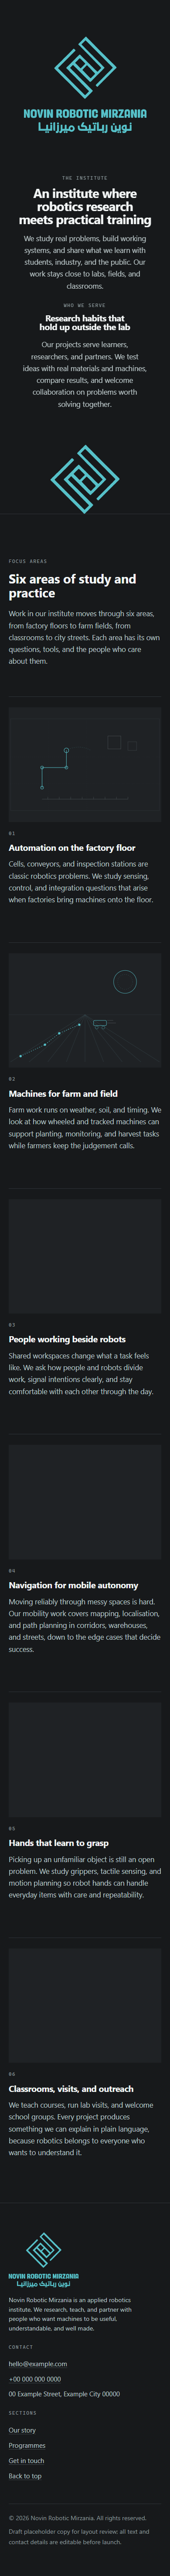 NOVIN ROBOTIC MIRZANIA
نوین رباتیک میرزانیا
THE INSTITUTE
An institute where
robotics research
meets practical training
We study real problems, build working
systems, and share what we learn with
students, industry, and the public. Our
work stays close to labs, fields, and
classrooms.
WHO WE SERVE
Research habits that
hold up outside the lab
Our projects serve learners,
researchers, and partners. We test
ideas with real materials and machines,
compare results, and welcome
collaboration on problems worth
solving together.
FOCUS AREAS
Six areas of study and
practice
Work in our institute moves through six areas,
from factory floors to farm fields, from
classrooms to city streets. Each area has its own
questions, tools, and the people who care
about them.
01
Automation on the factory floor
Cells, conveyors, and inspection stations are
classic robotics problems. We study sensing,
control, and integration questions that arise
when factories bring machines onto the floor.
02
Machines for farm and field
Farm work runs on weather, soil, and timing. We
look at how wheeled and tracked machines can
support planting, monitoring, and harvest tasks
while farmers keep the judgement calls.
03
People working beside robots
Shared workspaces change what a task feels
like. We ask how people and robots divide
work, signal intentions clearly, and stay
comfortable with each other through the day.
04
Navigation for mobile autonomy
Moving reliably through messy spaces is hard.
Our mobility work covers mapping, localisation,
and path planning in corridors, warehouses,
and streets, down to the edge cases that decide
success.
05
Hands that learn to grasp
Picking up an unfamiliar object is still an open
problem. We study grippers, tactile sensing, and
motion planning so robot hands can handle
everyday items with care and repeatability.
06
Classrooms, visits, and outreach
We teach courses, run lab visits, and welcome
school groups. Every project produces
something we can explain in plain language,
because robotics belongs to everyone who
wants to understand it.
NOVIN ROBOTIC MIRZANIA
نوین رباتیک میرزانیا
Novin Robotic Mirzania is an applied robotics
institute. We research, teach, and partner with
people who want machines to be useful,
understandable, and well made.
CONTACT
hello@example.com
+00 000 000 0000
00 Example Street, Example City 00000
SECTIONS
Our story
Programmes
Get in touch
Back to top
© 2026 Novin Robotic Mirzania. All rights reserved.
Draft placeholder copy for layout review; all text and
contact details are editable before launch.